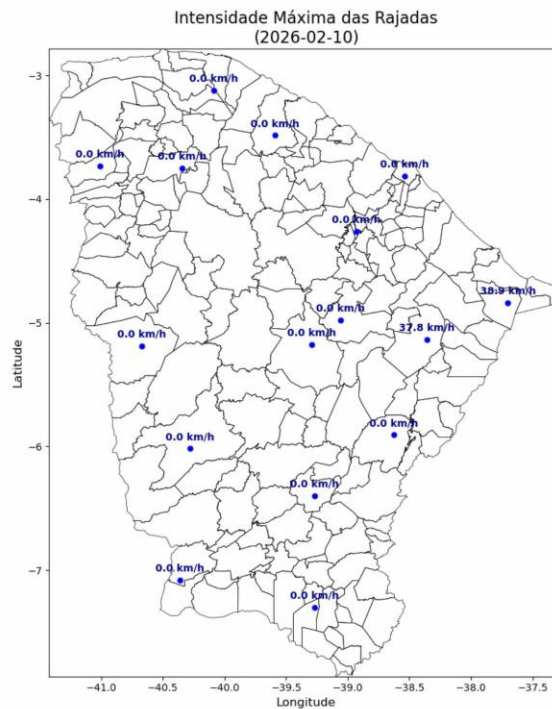 Intensidade Máxima das Rajadas
(2026-02-10)
−3
0.0 km/h
0.0 km/h
0.0 km/h
0.0 km/h
0.0 km/h
−4
0.0 km/h
38.9 km/h
0.0 km/h
−5
0.0 km/h
0.0 km/h
37.8 km/h
Latitude
0.0 km/h
−6
0.0 km/h
0.0 km/h
−7
0.0 km/h
0.0 km/h
−41.0 −40.5 −40.0 −39.5 −39.0 −38.5 −38.0 −37.5
Longitude